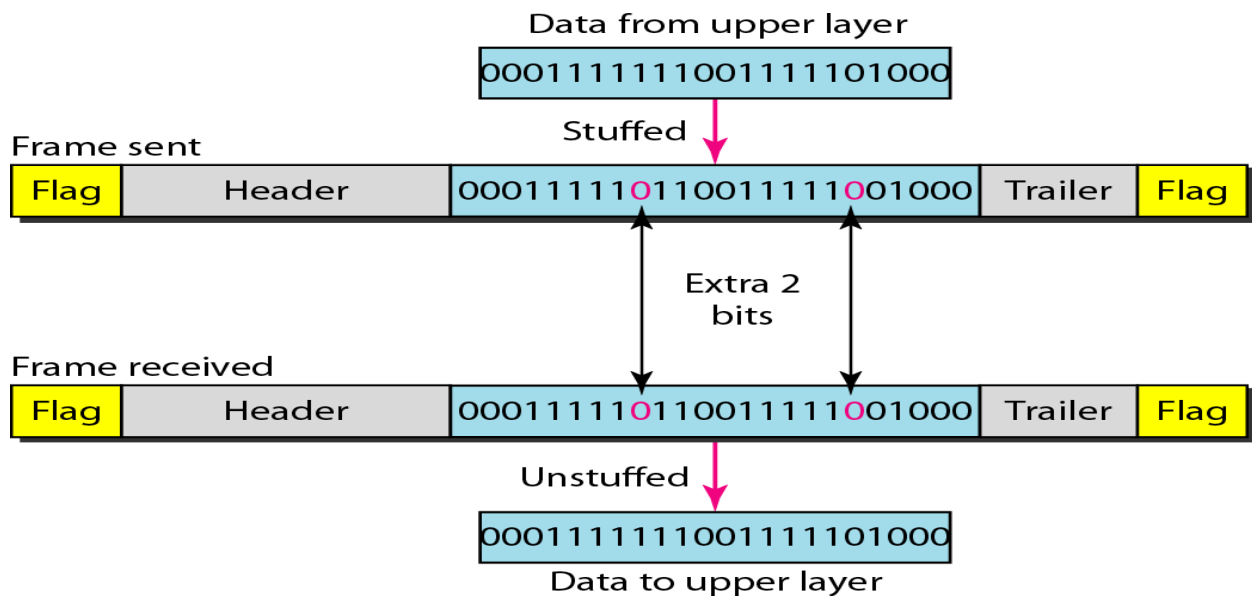 Data from upper layer
0001111111001111101000
Stuffed
Frame sent
Flag Header 000111110110011111001000 Trailer Flag
Extra 2
bits
Frame received
Flag Header 000111110110011111001000 Trailer Flag
Unstuffed
0001111111001111101000
Data to upper layer